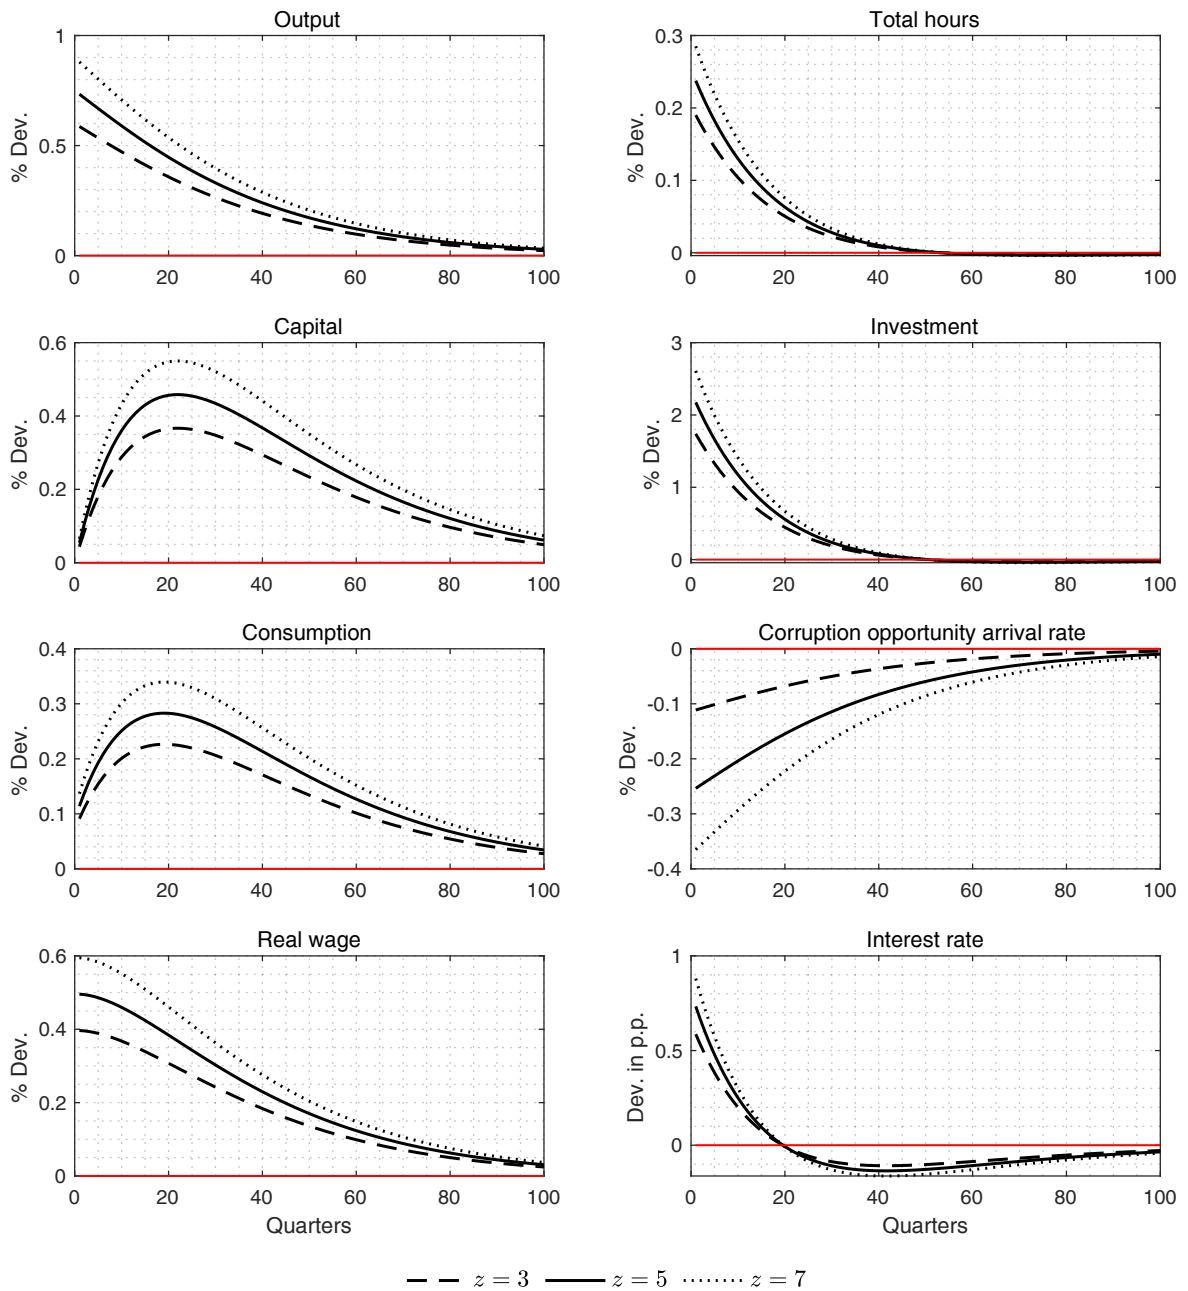 Output
1
0.5
0
% Dev.
0 20 40 60 80 100
Total hours
0.3
0.2
0.1
0
% Dev.
0 20 40 60 80 100
Capital
0.6
0.4
0.2
0
% Dev.
0 20 40 60 80 100
Investment
3
2
1
0
% Dev.
0 20 40 60 80 100
Consumption
0.4
0.3
0.2
0.1
0
% Dev.
0 20 40 60 80 100
Corruption opportunity arrival rate
0
-0.1
-0.2
-0.3
-0.4
% Dev.
0 20 40 60 80 100
Real wage
0.6
0.4
0.2
0
% Dev.
0 20 40 60 80 100
Quarters
Interest rate
1
0.5
0
Dev. in p.p.
0 20 40 60 80 100
Quarters
z = 3 z = 5 z = 7